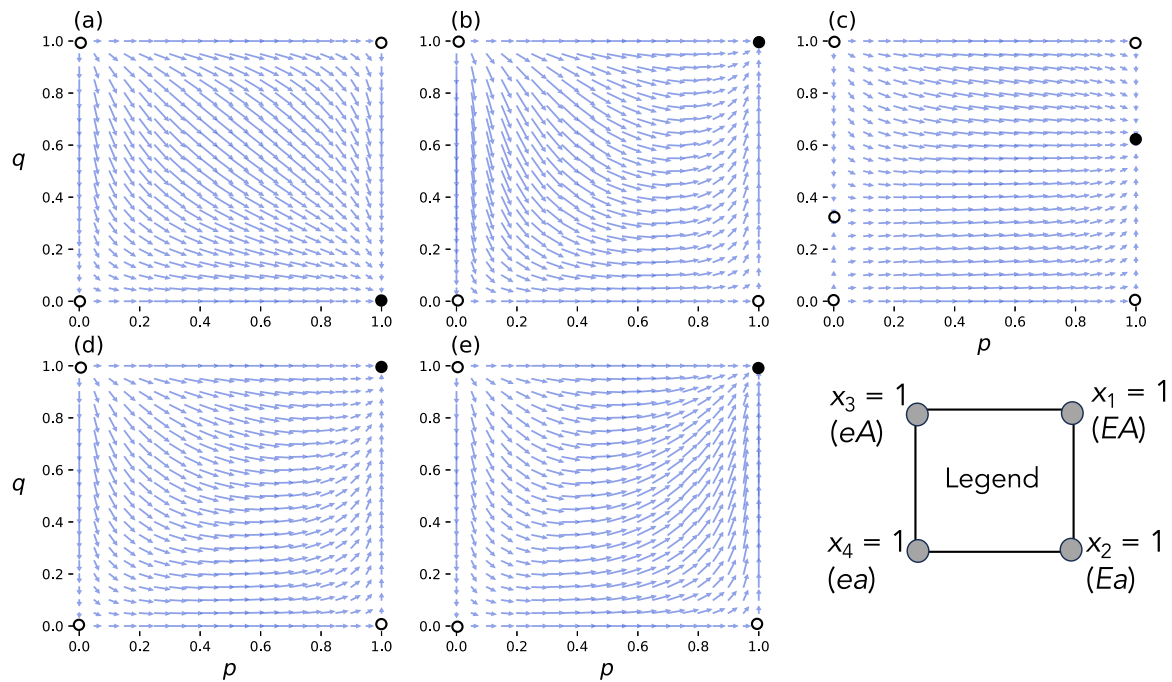 (a) (b) (c)
1.0 1.0 1.0
0.8 0.8 0.8
q 0.6 0.6 0.6
0.4 0.4 0.4
0.2 0.2 0.2
0.0 0.0 0.0
0.0 0.2 0.4 0.6 0.8 1.0 0.0 0.2 0.4 0.6 0.8 1.0 0.0 0.2 0.4 0.6 0.8 1.0
p
(d) (e)
1.0 1.0
0.8 0.8
q 0.6 0.6
0.4 0.4
0.2 0.2
0.0 0.0
0.0 0.2 0.4 0.6 0.8 1.0 0.0 0.2 0.4 0.6 0.8 1.0
p p
x₃ = 1 x₁ = 1
(eA) (EA)
Legend
x₄ = 1 x₂ = 1
(ea) (Ea)